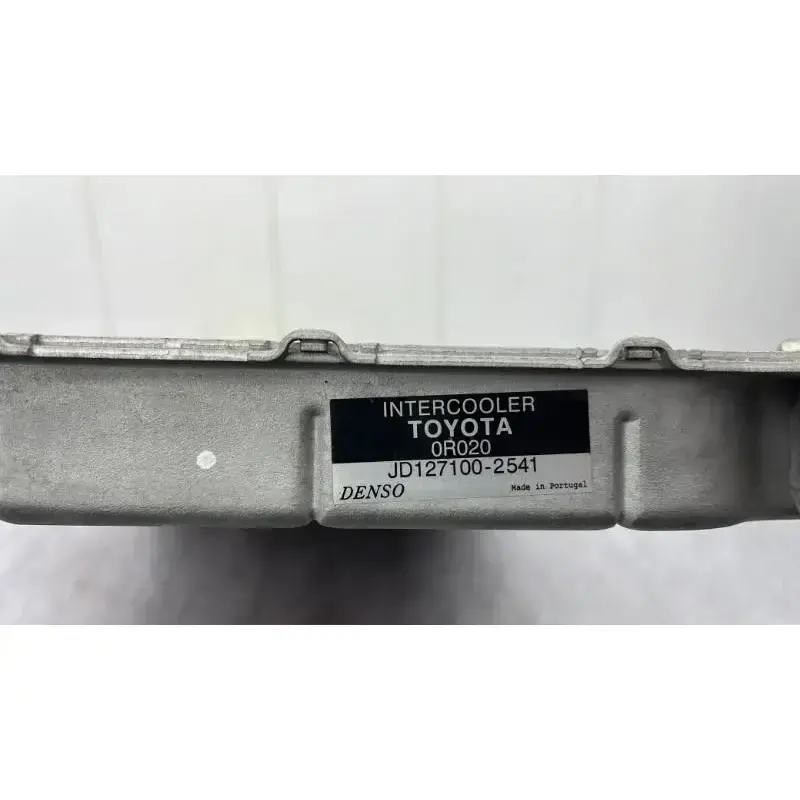 INTERCOOLER
TOYOTA
0R020
JD127100-2541
DENSO
Made in Portugal